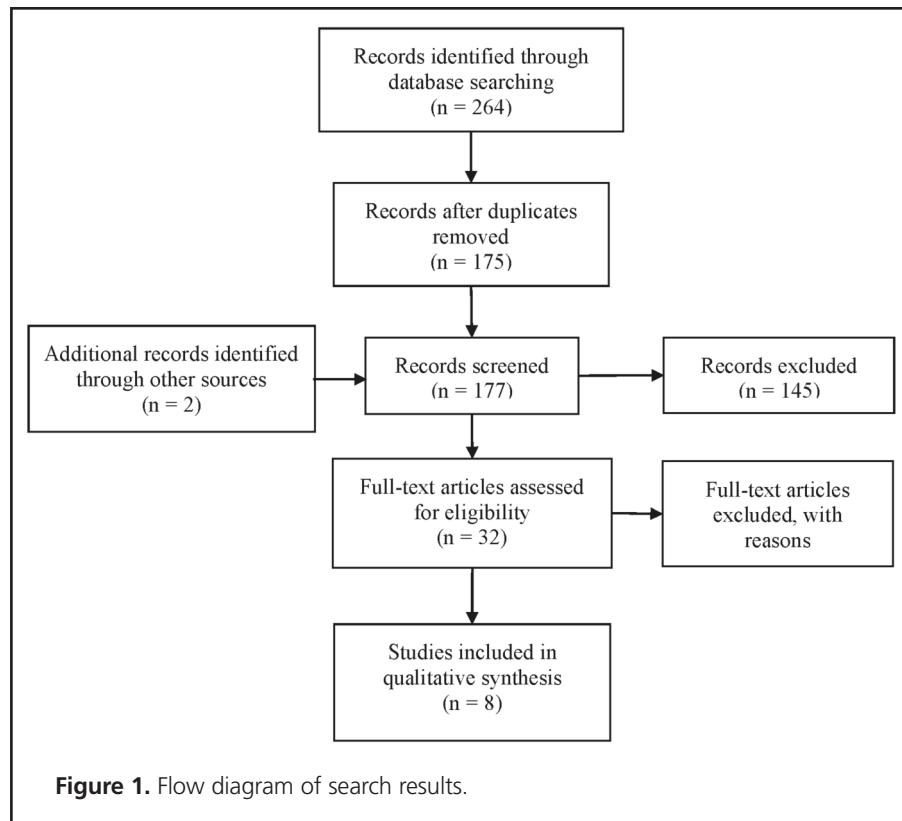 Records identified through
database searching
(n = 264)
Records after duplicates
removed
(n = 175)
Additional records identified
through other sources
(n = 2)
Records screened
(n = 177)
Records excluded
(n = 145)
Full-text articles assessed
for eligibility
(n = 32)
Full-text articles
excluded, with
reasons
Studies included in
qualitative synthesis
(n = 8)
Figure 1. Flow diagram of search results.